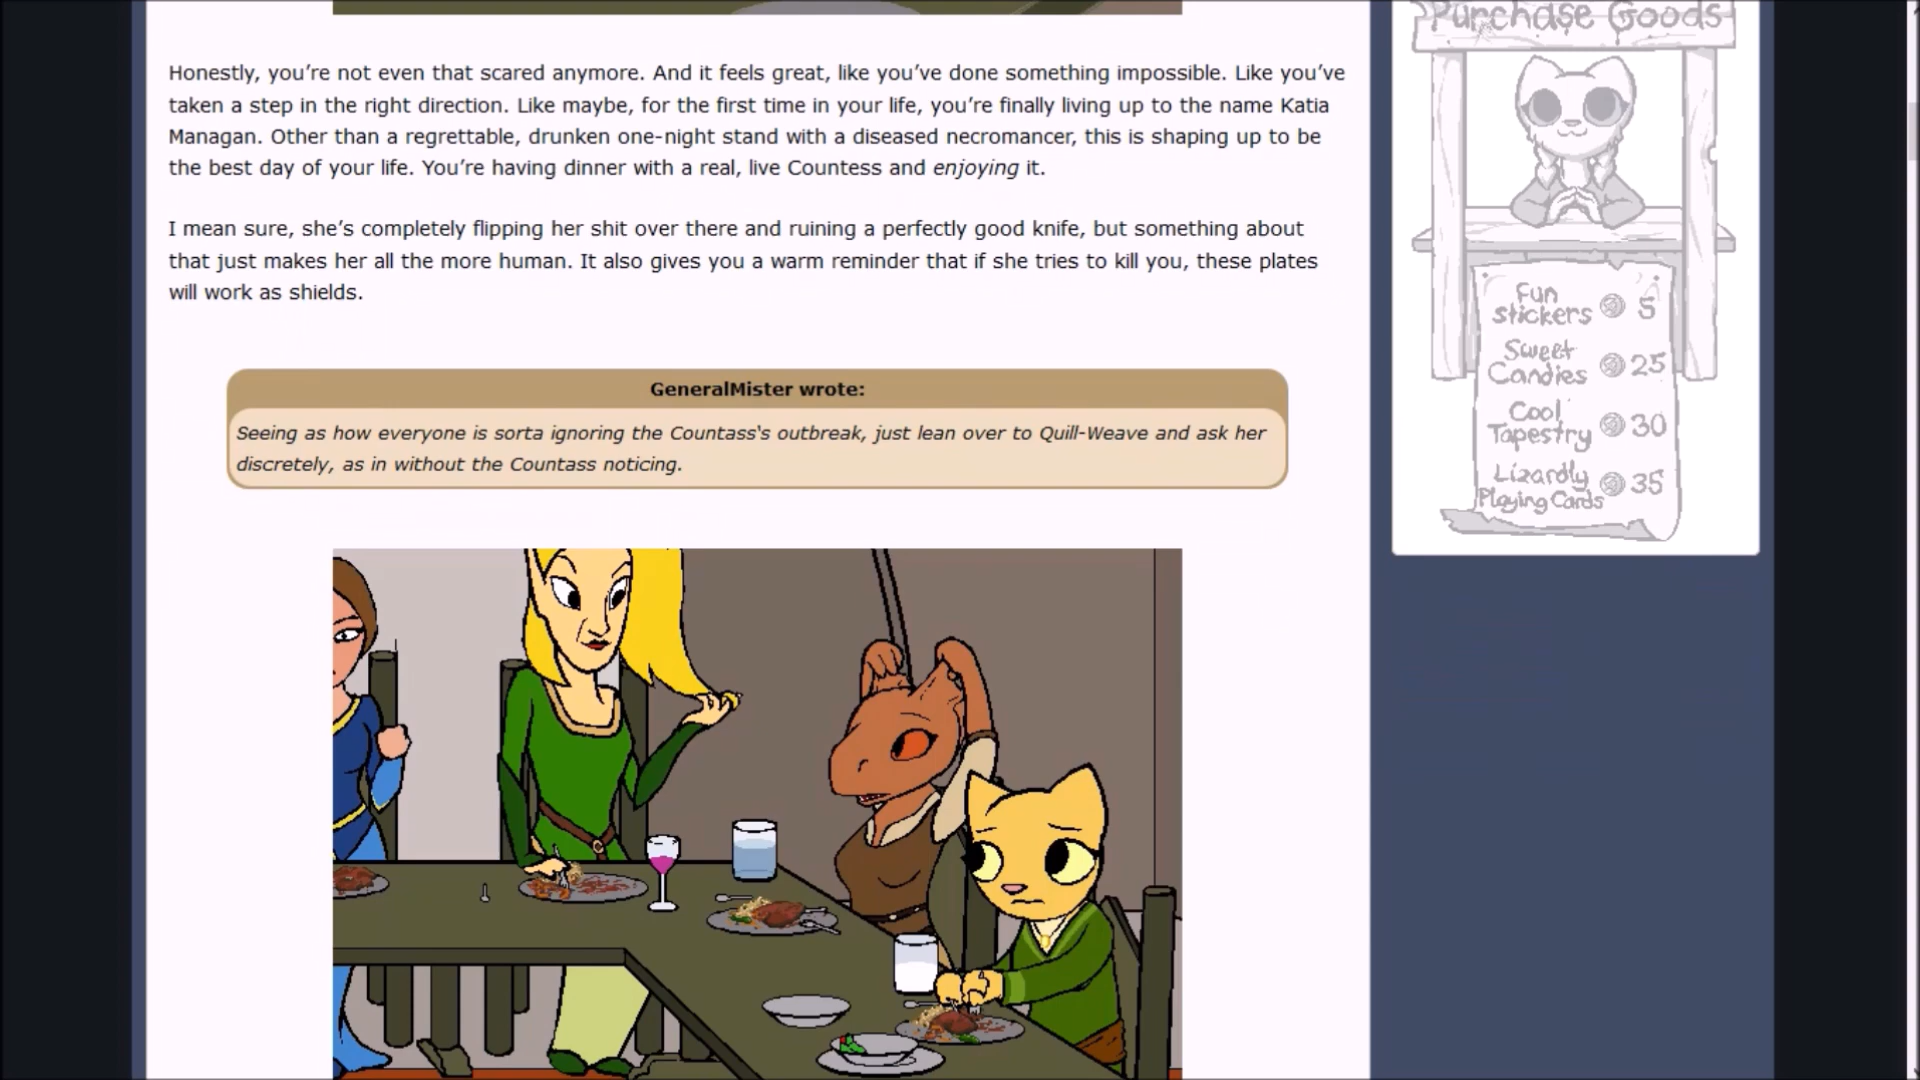 Honestly, you’re not even that scared anymore. And it feels great, like you’ve done something impossible. Like you’ve
taken a step in the right direction. Like maybe, for the first time in your life, you’re finally living up to the name Katia
Managan. Other than a regrettable, drunken one-night stand with a diseased necromancer, this is shaping up to be
the best day of your life. You’re having dinner with a real, live Countess and enjoying it.
I mean sure, she’s completely flipping her shit over there and ruining a perfectly good knife, but something about
that just makes her all the more human. It also gives you a warm reminder that if she tries to kill you, these plates
will work as shields.
GeneralMister wrote:
Seeing as how everyone is sorta ignoring the Countass's outbreak, just lean over to Quill-Weave and ask her
discretely, as in without the Countass noticing.
Purchase Goods
Fun
stickers 5
Sweet
Candies 25
Cool
Tapestry 30
Lizardly
Playing Cards 35